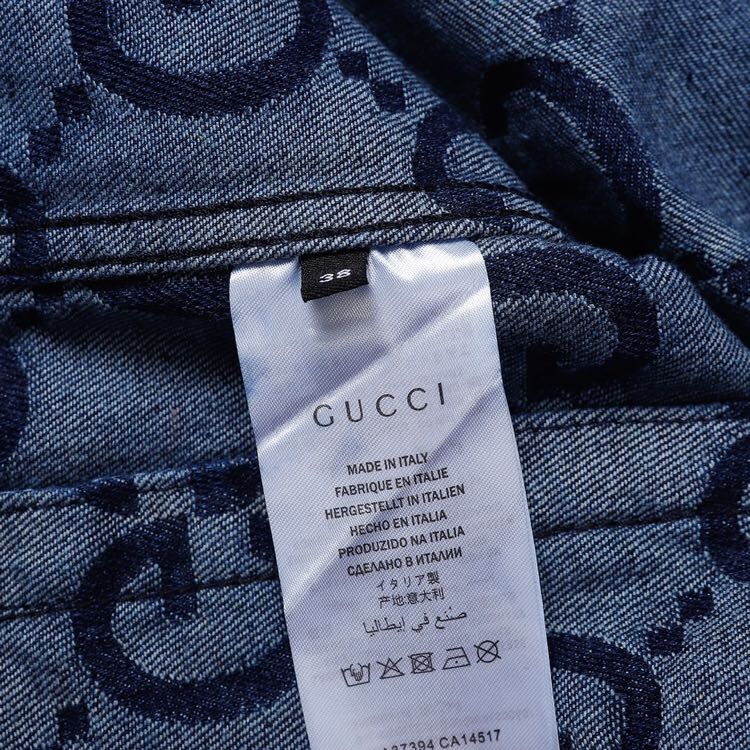 38
GUCCI
MADE IN ITALY
FABRIQUE EN ITALIE
HERGESTELLT IN ITALIEN
HECHO EN ITALIA
PRODUZIDO NA ITALIA
СДЕЛАНО В ИТАЛИИ
イタリア製
产地意大利
صنع في إيطاليا
CA14517